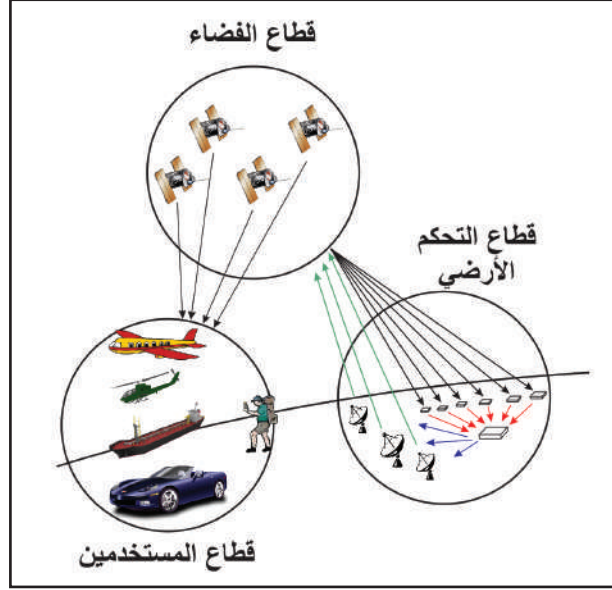 قطاع الفضاء
قطاع التحكم
الأرضي
قطاع المستخدمين